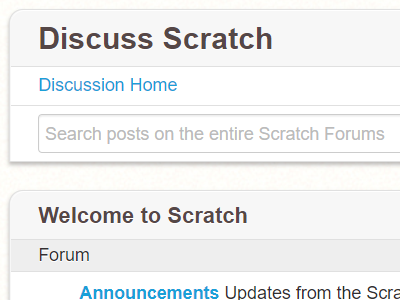 Discuss Scratch
Discussion Home
Search posts on the entire Scratch Forums
Welcome to Scratch
Forum
Announcements Updates from the Scra